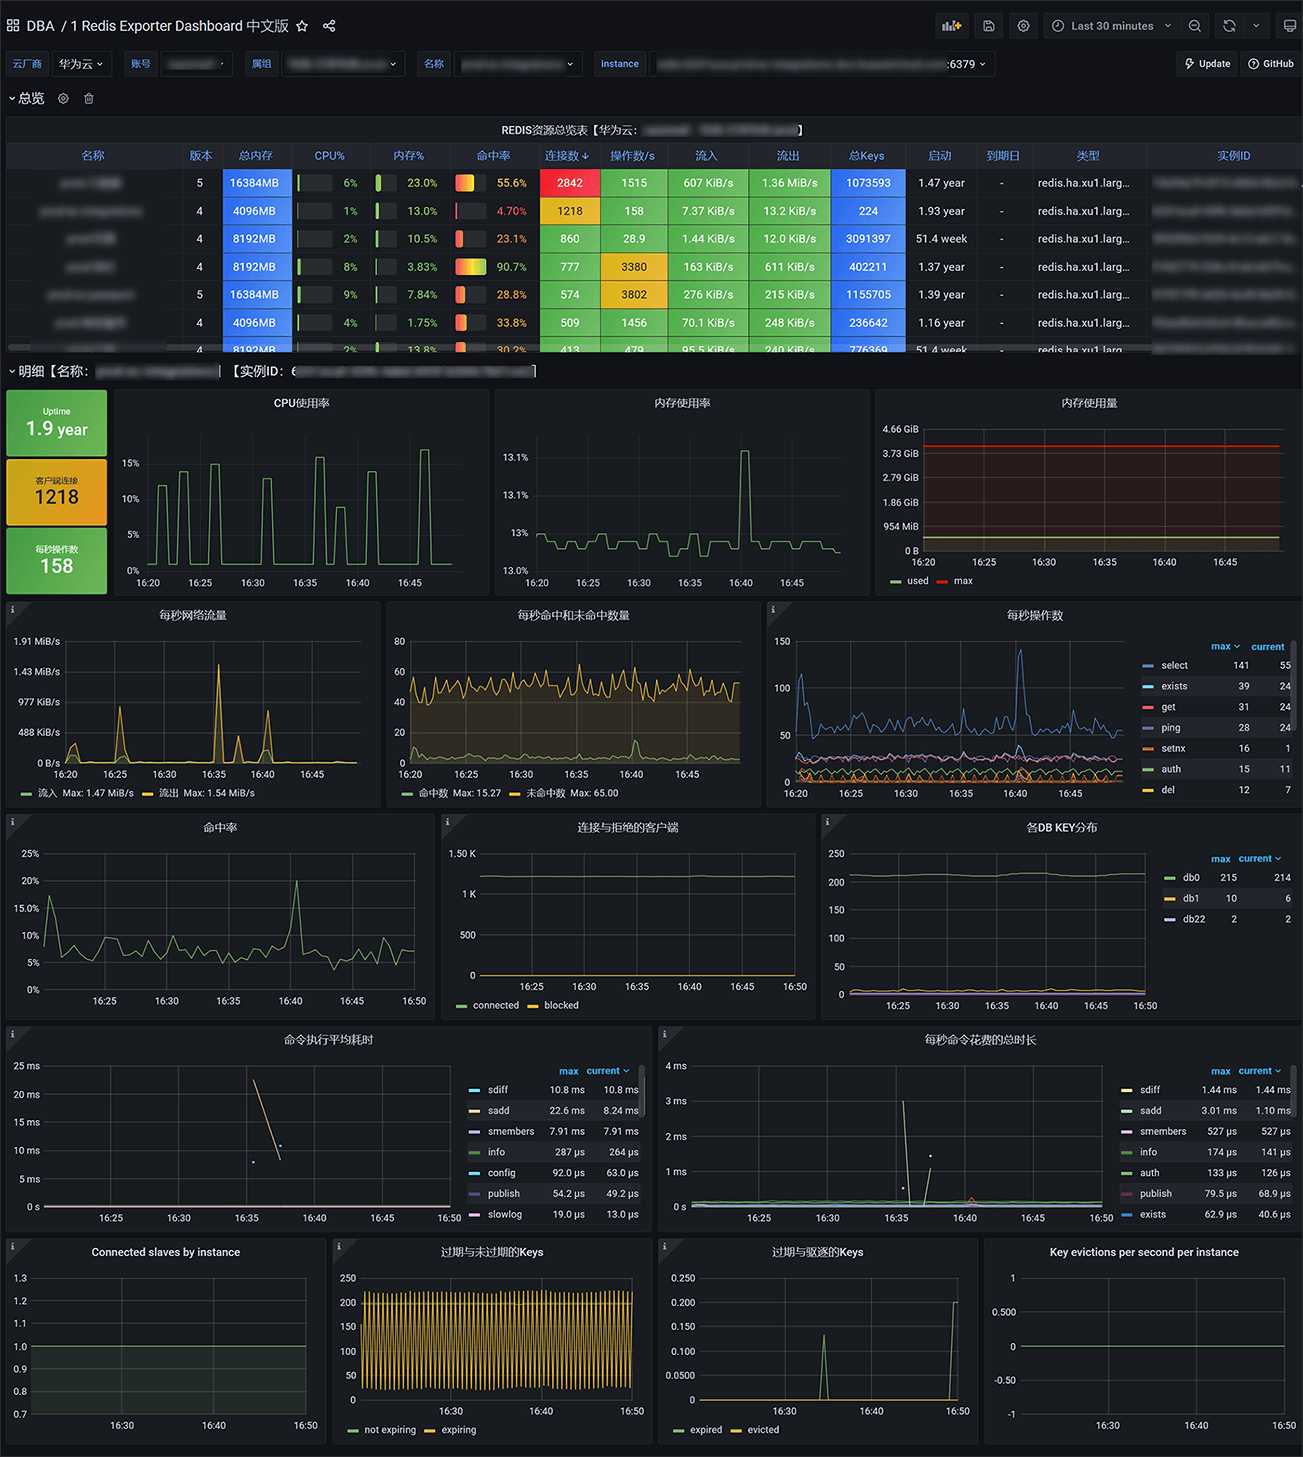 DBA / 1 Redis Exporter Dashboard 中文版
Last 30 minutes
云厂商 华为云 账号 属组 名称 instance :6379 Update GitHub
总览
REDIS资源总览表【华为云: 】
名称 版本 总内存 CPU% 内存% 命中率 连接数 操作数/s 流入 流出 总Keys 启动 到期日 类型 实例ID
5 16384MB 6% 23.0% 55.6% 2842 1515 607 KiB/s 1.36 MiB/s 1073593 1.47 year - redis.ha.xu1.larg...
4 4096MB 1% 13.0% 4.70% 1218 158 7.37 KiB/s 13.2 KiB/s 224 1.93 year - redis.ha.xu1.larg...
4 8192MB 2% 10.5% 23.1% 860 28.9 1.44 KiB/s 12.0 KiB/s 3091397 51.4 week - redis.ha.xu1.larg...
4 8192MB 8% 3.83% 90.7% 777 3380 163 KiB/s 611 KiB/s 402211 1.37 year - redis.ha.xu1.larg...
5 16384MB 9% 7.84% 28.8% 574 3802 276 KiB/s 215 KiB/s 1155705 1.39 year - redis.ha.xu1.larg...
4 4096MB 4% 1.75% 33.8% 509 1456 70.1 KiB/s 248 KiB/s 236642 1.16 year - redis.ha.xu1.larg...
4 8192MB 2% 13.8% 30.2% 413 479 95.5 KiB/s 240 KiB/s 776369 51.4 week - redis.ha.xu1.larg...
明细【名称: 】【实例ID: 】
Uptime
1.9 year
客户端连接
1218
每秒操作数
158
CPU使用率
15%
10%
5%
0%
16:20 16:25 16:30 16:35 16:40 16:45
内存使用率
13.1%
13.1%
13%
13.0%
16:20 16:25 16:30 16:35 16:40 16:45
内存使用量
4.66 GiB
3.73 GiB
2.79 GiB
1.86 GiB
954 MiB
0 B
16:20 16:25 16:30 16:35 16:40 16:45
used max
每秒网络流量
1.91 MiB/s
1.43 MiB/s
977 KiB/s
488 KiB/s
0 B/s
16:20 16:25 16:30 16:35 16:40 16:45
流入 Max: 1.47 MiB/s 流出 Max: 1.54 MiB/s
每秒命中和未命中数量
80
60
40
20
0
16:20 16:25 16:30 16:35 16:40 16:45
命中数 Max: 15.27 未命中数 Max: 65.00
每秒操作数
150
100
50
0
16:20 16:25 16:30 16:35 16:40 16:45
max current
select 141 55
exists 39 24
get 31 24
ping 28 24
setnx 16 1
auth 15 11
del 12 7
命中率
25%
20%
15.0%
10%
5%
0%
16:25 16:30 16:35 16:40 16:45 16:50
连接与拒绝的客户端
1.50 K
1 K
500
0
16:25 16:30 16:35 16:40 16:45 16:50
connected blocked
各DB KEY分布
250
200
150
100
50
0
16:25 16:30 16:35 16:40 16:45 16:50
max current
db0 215 214
db1 10 6
db22 2 2
命令执行平均耗时
25 ms
20 ms
15 ms
10 ms
5 ms
0 s
16:25 16:30 16:35 16:40 16:45 16:50
max current
sdiff 10.8 ms 10.8 ms
sadd 22.6 ms 8.24 ms
smembers 7.91 ms 7.91 ms
info 287 µs 264 µs
config 92.0 µs 63.0 µs
publish 54.2 µs 49.2 µs
slowlog 19.0 µs 13.0 µs
每秒命令花费的总时长
4 ms
3 ms
2 ms
1 ms
0 s
16:25 16:30 16:35 16:40 16:45 16:50
max current
sdiff 1.44 ms 1.44 ms
sadd 3.01 ms 1.10 ms
smembers 527 µs 527 µs
info 174 µs 141 µs
auth 133 µs 126 µs
publish 79.5 µs 68.9 µs
exists 62.9 µs 40.6 µs
Connected slaves by instance
1.3
1.2
1.1
1.0
0.9
0.8
0.7
16:30 16:40 16:50
过期与未过期的Keys
250
200
150
100
50
0
16:30 16:40 16:50
not expiring expiring
过期与驱逐的Keys
0.250
0.200
0.150
0.100
0.0500
0
16:30 16:40 16:50
expired evicted
Key evictions per second per instance
1
0.500
0
-0.50
-1
16:30 16:40 16:50